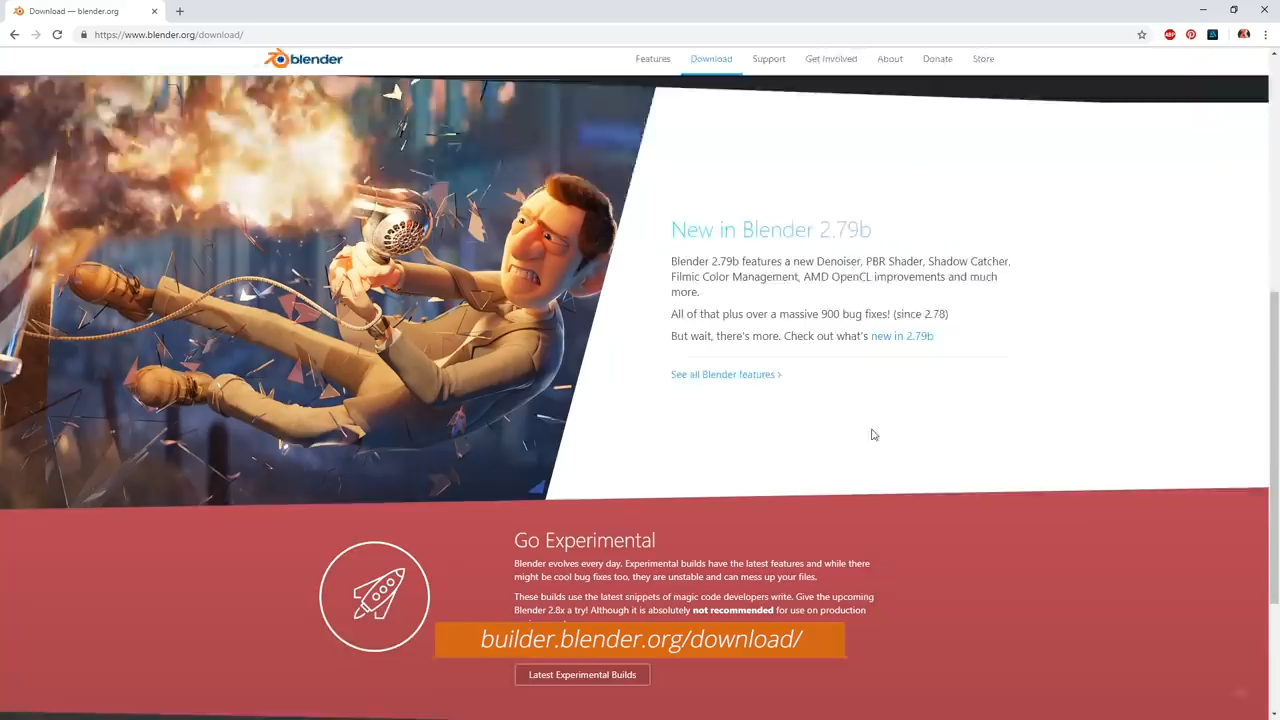 Download — blender.org
https://www.blender.org/download/
ABP
blender
Features Download Support Get Involved About Donate Store
New in Blender 2.79b
Blender 2.79b features a new Denoiser, PBR Shader, Shadow Catcher.
Filmic Color Management, AMD OpenCL improvements and much
more.
All of that plus over a massive 900 bug fixes! (since 2.78)
But wait, there's more. Check out what's new in 2.79b
See all Blender features >
Go Experimental
Blender evolves every day. Experimental builds have the latest features and while there
might be cool bug fixes too, they are unstable and can mess up your files.
These builds use the latest snippets of magic code developers write. Give the upcoming
Blender 2.8x a try! Although it is absolutely not recommended for use on production
builder.blender.org/download/
Latest Experimental Builds